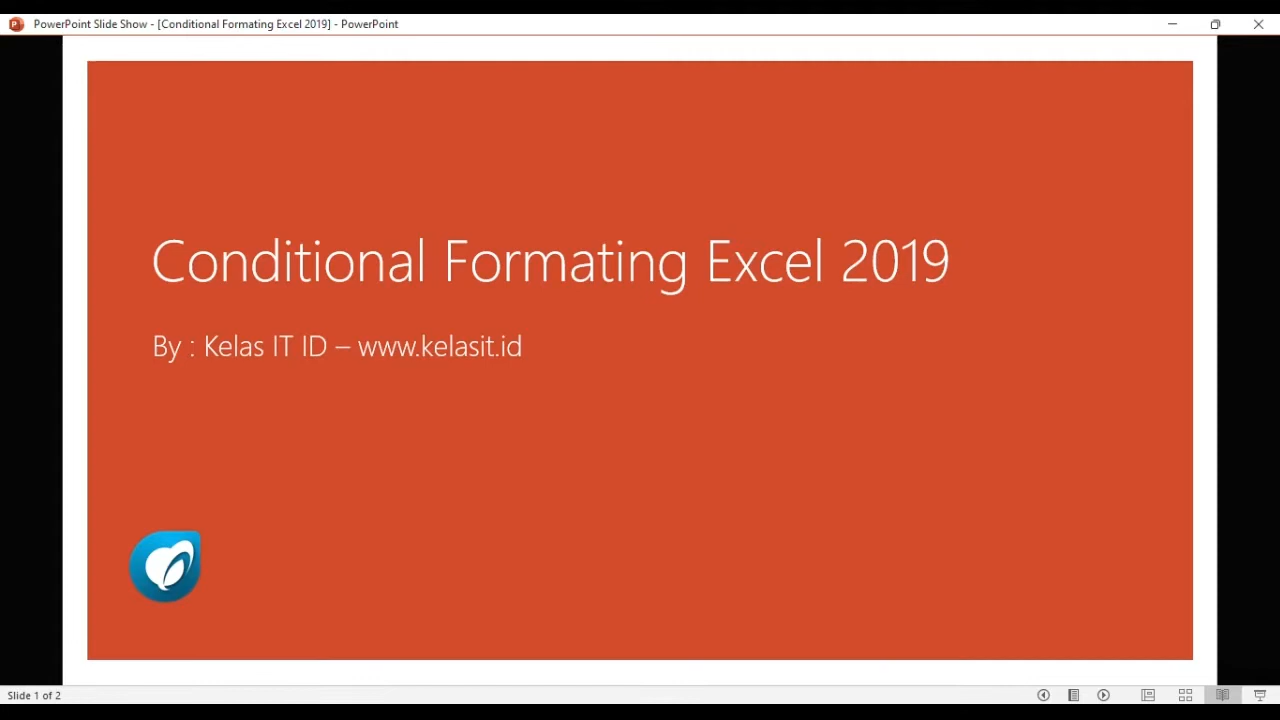 PowerPoint Slide Show - [Conditional Formating Excel 2019] - PowerPoint
Conditional Formating Excel 2019
By : Kelas IT ID – www.kelasit.id
Slide 1 of 2